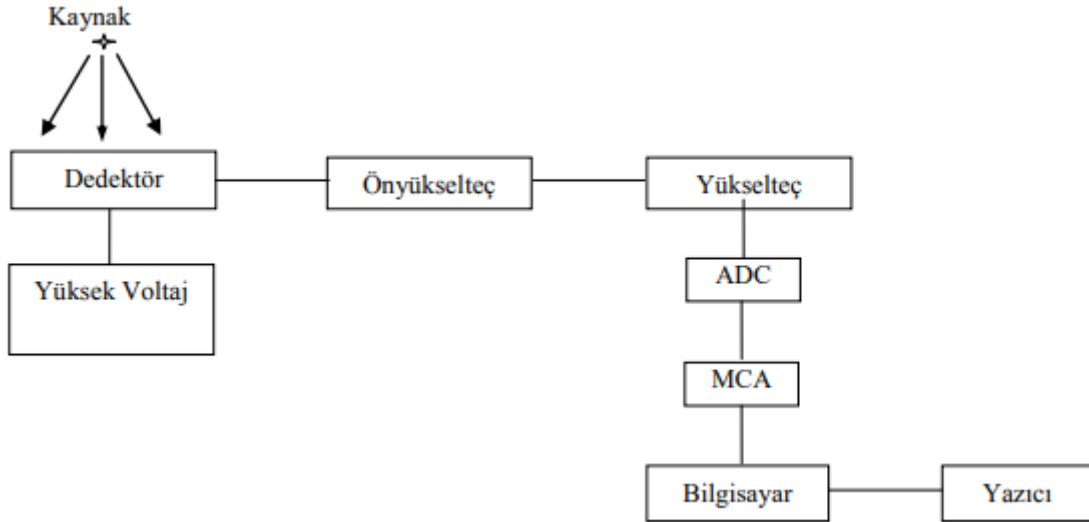 Kaynak
Dedektör
Önyükselteç
Yükselteç
Yüksek Voltaj
ADC
MCA
Bilgisayar
Yazıcı